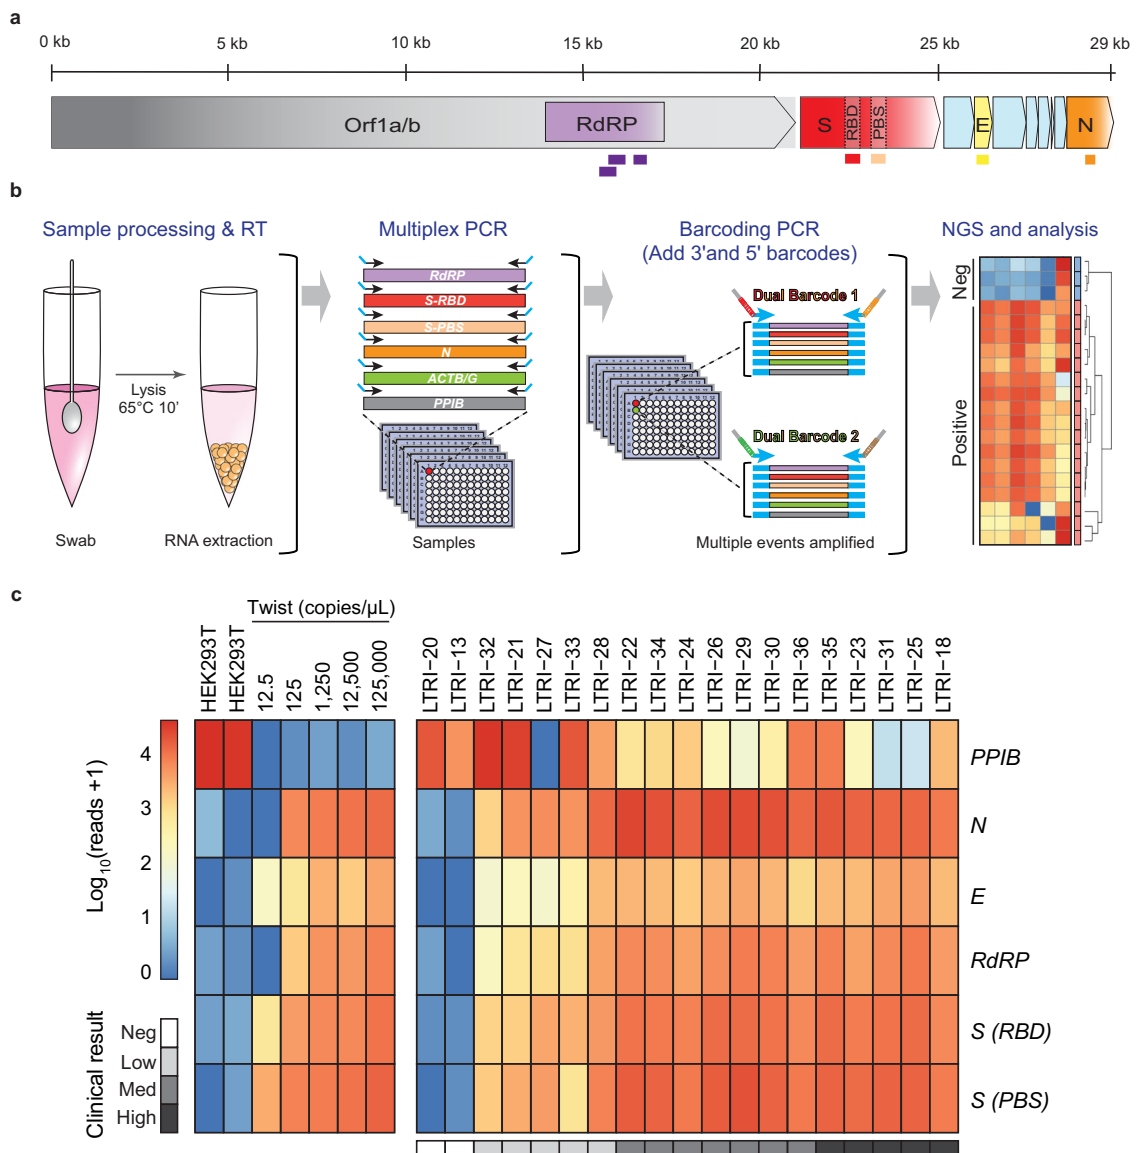 a
0 kb 5 kb 10 kb 15 kb 20 kb 25 kb 29 kb
Orf1a/b RdRP S RBD PBS E N
b
Sample processing & RT
Multiplex PCR
Barcoding PCR
(Add 3'and 5' barcodes)
NGS and analysis
Lysis
65°C 10'
Swab
RNA extraction
RdRP
S-RBD
S-PBS
N
ACTB/G
PPIB
Samples
Dual Barcode 1
Dual Barcode 2
Multiple events amplified
Neg
Positive
c
Twist (copies/µL)
HEK293T HEK293T 12.5 125 1,250 12,500 125,000
LTRI-20 LTRI-13 LTRI-32 LTRI-21 LTRI-27 LTRI-33 LTRI-28 LTRI-22 LTRI-34 LTRI-24 LTRI-26 LTRI-29 LTRI-30 LTRI-36 LTRI-35 LTRI-23 LTRI-31 LTRI-25 LTRI-18
Log10(reads +1)
4
3
2
1
0
PPIB
N
E
RdRP
S (RBD)
S (PBS)
Clinical result
Neg
Low
Med
High